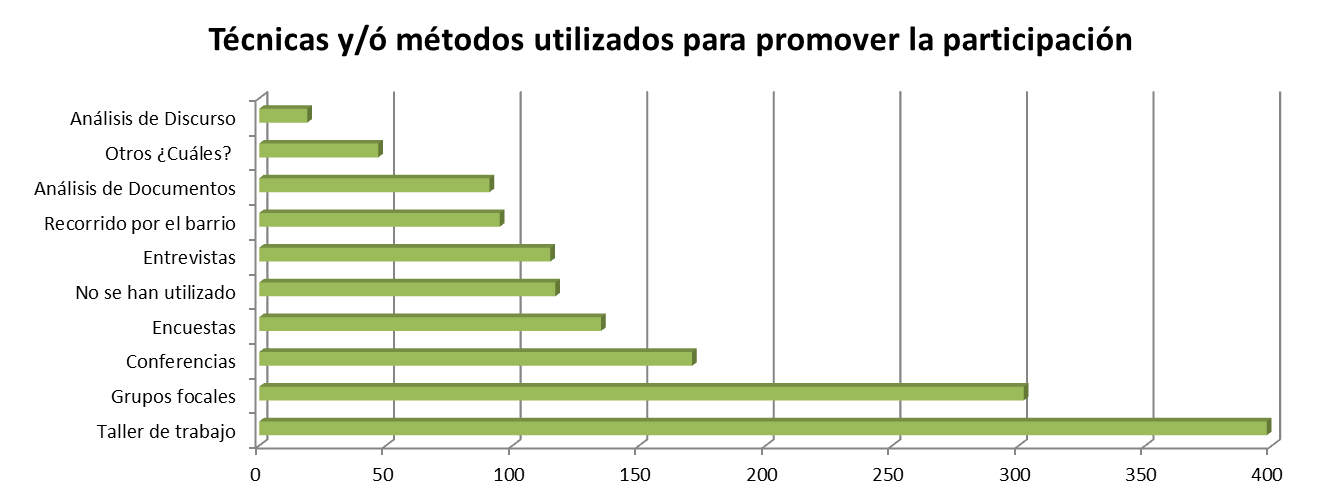 Técnicas y/ó métodos utilizados para promover la participación
Análisis de Discurso
Otros ¿Cuáles?
Análisis de Documentos
Recorrido por el barrio
Entrevistas
No se han utilizado
Encuestas
Conferencias
Grupos focales
Taller de trabajo
0 50 100 150 200 250 300 350 400